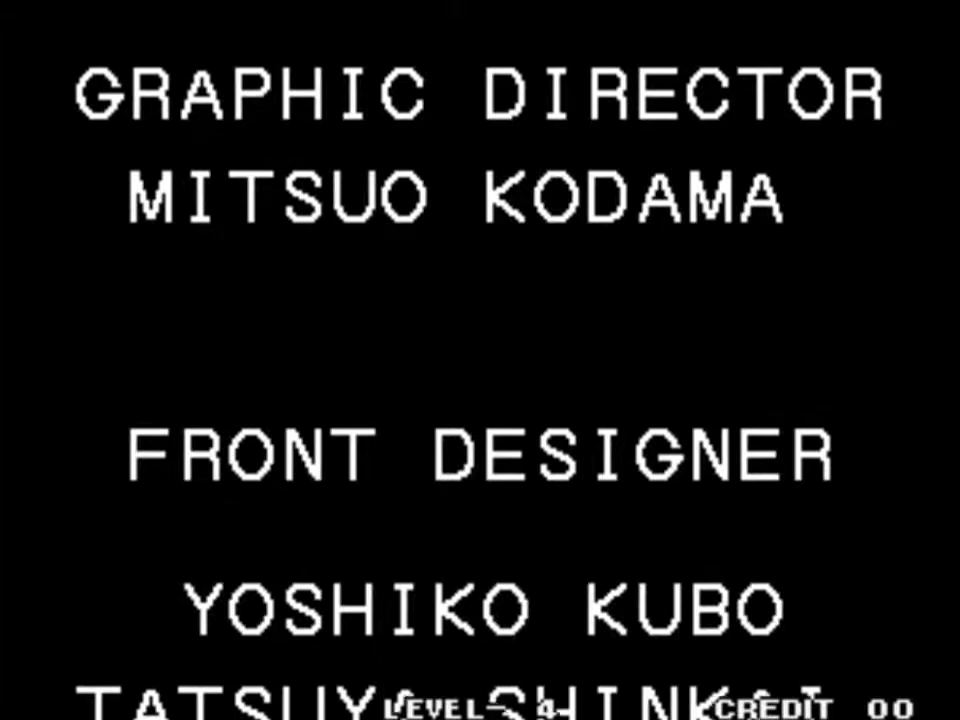 GRAPHIC DIRECTOR
MITSUO KODAMA
FRONT DESIGNER
YOSHIKO KUBO
LEVEL-4 CREDIT 00